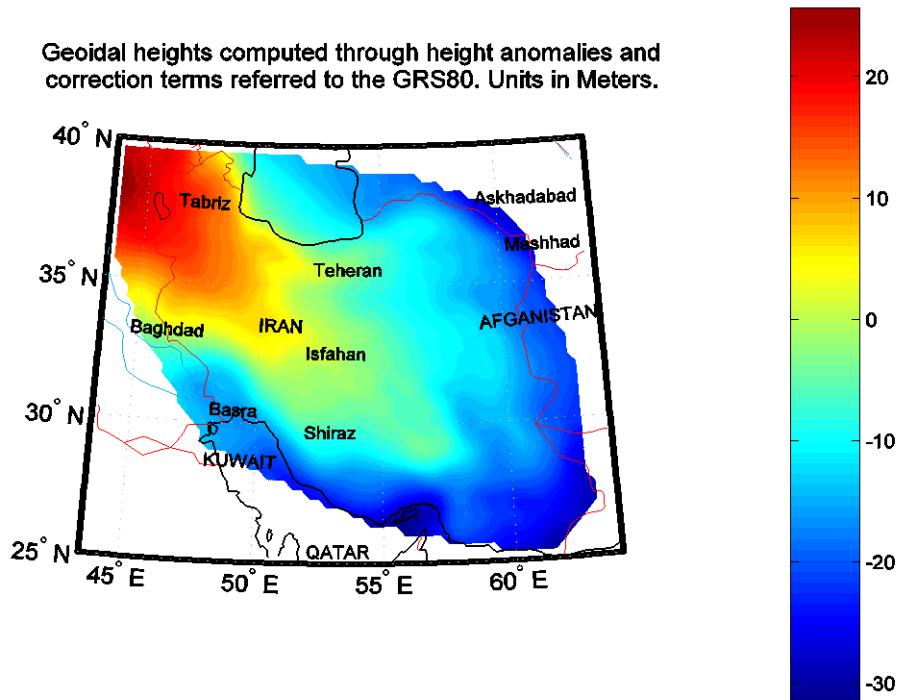 Geoidal heights computed through height anomalies and
correction terms referred to the GRS80. Units in Meters.
20
10
0
-10
-20
-30
40° N
35° N
30° N
25° N
45° E
50° E
55° E
60° E
Tabriz
Askhadabad
Mashhad
Teheran
Baghdad
IRAN
AFGANISTAN
Isfahan
Basra
Shiraz
KUWAIT
QATAR